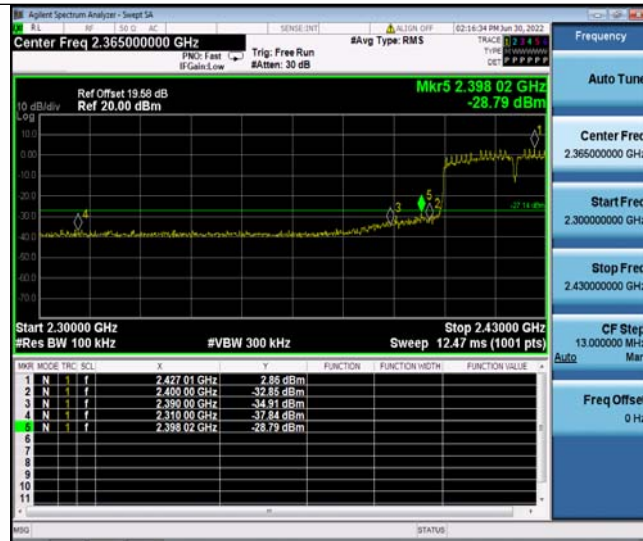 Agilent Spectrum Analyzer - Swept SA
RL RF 50 Ω AC SENSE:INT ALIGN OFF 02:16:34 PM Jun 30, 2022
Center Freq 2.365000000 GHz #Avg Type: RMS TRACE 1 2 3 4 5 6
PNO: Fast Trig: Free Run TYPE M
IFGain:Low #Atten: 30 dB DET P P P P P P
Mkr5 2.398 02 GHz
Ref Offset 19.58 dB
10 dB/div Ref 20.00 dBm -28.79 dBm
Log
10.0
0.00
-10.0
-20.0
-30.0
-40.0
-50.0
-60.0
-70.0
1
-27.14 dBm
4 3 5 2
Start 2.30000 GHz Stop 2.43000 GHz
#Res BW 100 kHz #VBW 300 kHz Sweep 12.47 ms (1001 pts)
MKR MODE TRC SCL X Y FUNCTION FUNCTION WIDTH FUNCTION VALUE
1 N 1 f 2.427 01 GHz 2.86 dBm
2 N 1 f 2.400 00 GHz -32.85 dBm
3 N 1 f 2.390 00 GHz -34.91 dBm
4 N 1 f 2.310 00 GHz -37.84 dBm
5 N 1 f 2.398 02 GHz -28.79 dBm
6
7
8
9
10
11
MSG STATUS
Frequency
Auto Tune
Center Freq
2.365000000 GHz
Start Freq
2.300000000 GHz
Stop Freq
2.430000000 GHz
CF Step
13.000000 MHz
Auto Man
Freq Offset
0 Hz